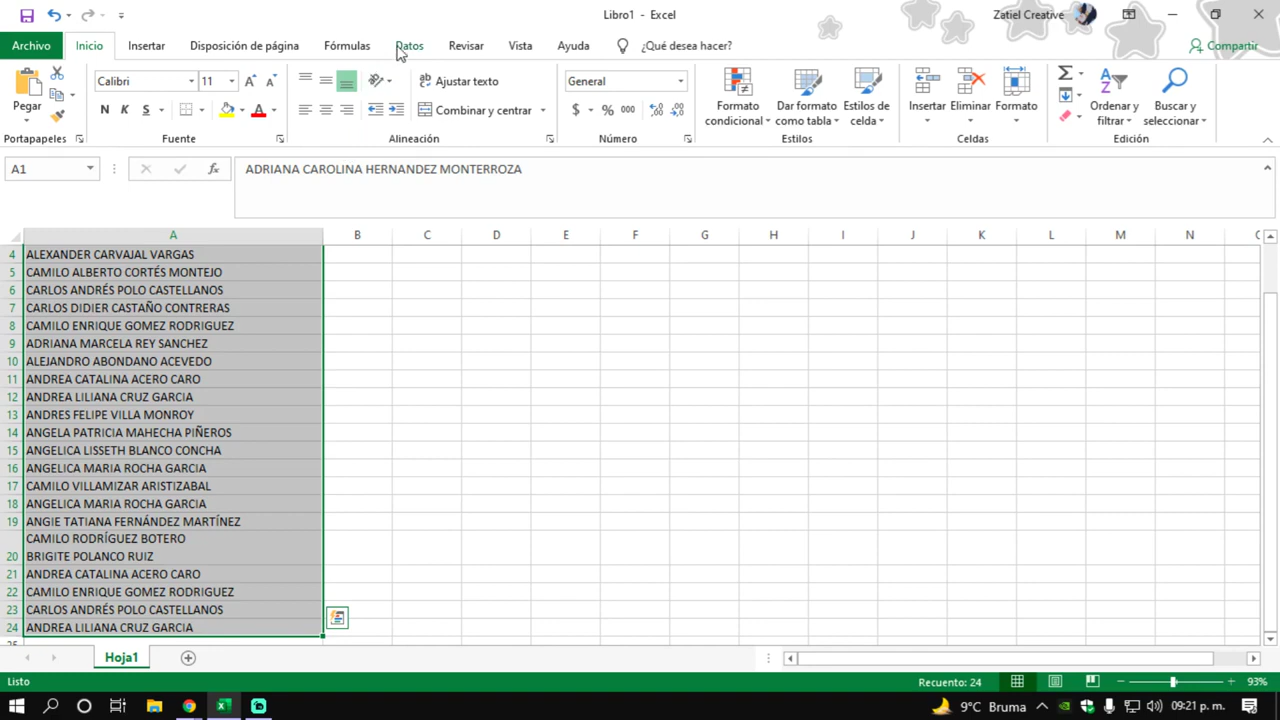 Libro1 - Excel
Zatiel Creative
Archivo Inicio Insertar Disposición de página Fórmulas Datos Revisar Vista Ayuda ¿Qué desea hacer? Compartir
Pegar
Calibri 11
N K S
Ajustar texto
Combinar y centrar
General
$ % 000
Formato condicional
Dar formato como tabla
Estilos de celda
Insertar
Eliminar
Formato
Ordenar y filtrar
Buscar y seleccionar
Portapapeles Fuente Alineación Número Estilos Celdas Edición
A1 fx ADRIANA CAROLINA HERNANDEZ MONTERROZA
A B C D E F G H I J K L M N
4 ALEXANDER CARVAJAL VARGAS
5 CAMILO ALBERTO CORTÉS MONTEJO
6 CARLOS ANDRÉS POLO CASTELLANOS
7 CARLOS DIDIER CASTAÑO CONTRERAS
8 CAMILO ENRIQUE GOMEZ RODRIGUEZ
9 ADRIANA MARCELA REY SANCHEZ
10 ALEJANDRO ABONDANO ACEVEDO
11 ANDREA CATALINA ACERO CARO
12 ANDREA LILIANA CRUZ GARCIA
13 ANDRES FELIPE VILLA MONROY
14 ANGELA PATRICIA MAHECHA PIÑEROS
15 ANGELICA LISSETH BLANCO CONCHA
16 ANGELICA MARIA ROCHA GARCIA
17 CAMILO VILLAMIZAR ARISTIZABAL
18 ANGELICA MARIA ROCHA GARCIA
19 ANGIE TATIANA FERNÁNDEZ MARTÍNEZ
CAMILO RODRÍGUEZ BOTERO
20 BRIGITE POLANCO RUIZ
21 ANDREA CATALINA ACERO CARO
22 CAMILO ENRIQUE GOMEZ RODRIGUEZ
23 CARLOS ANDRÉS POLO CASTELLANOS
24 ANDREA LILIANA CRUZ GARCIA
Hoja1
Listo
Recuento: 24
93%
9°C Bruma
09:21 p. m.